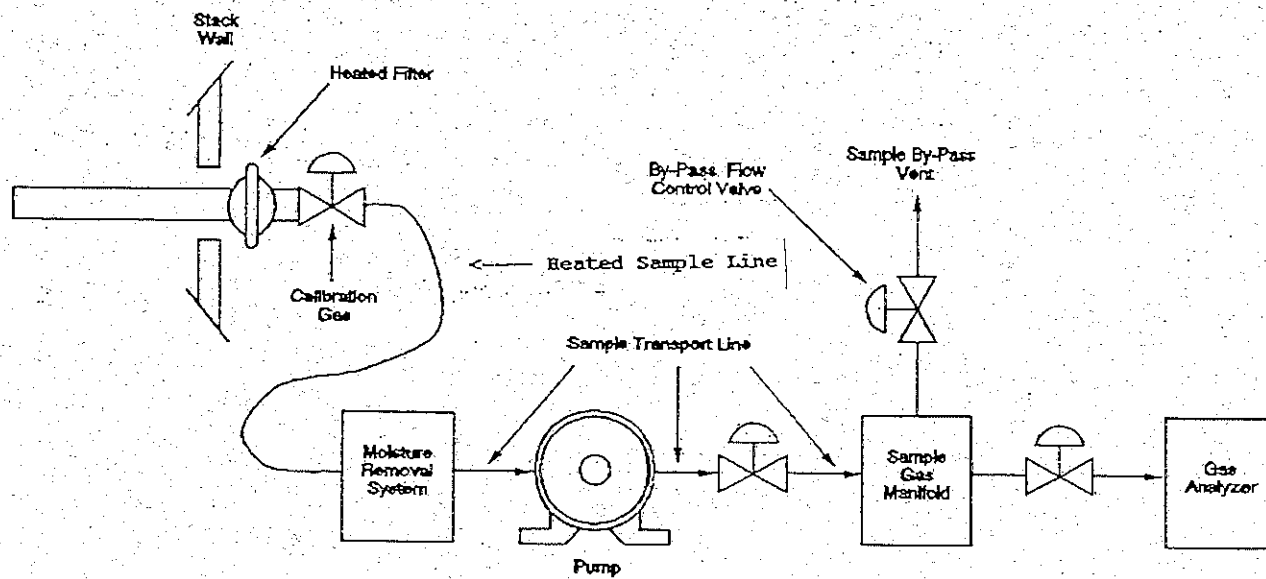 Stack
Wall
Heated Filter
Sample By-Pass
Vent
By-Pass Flow
Control Valve
Heated Sample Line
Calibration
Gas
Sample Transport Line
Moisture
Removal
System
Sample
Gas
Manifold
Gas
Analyzer
Pump